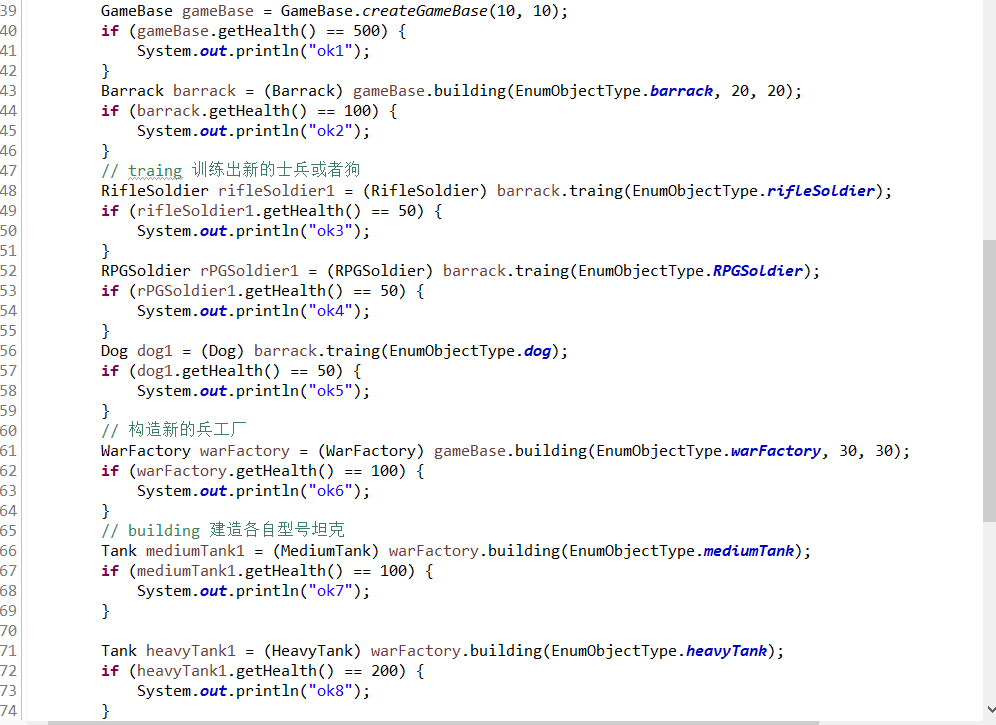 39 GameBase gameBase = GameBase.createGameBase(10, 10);
40 if (gameBase.getHealth() == 500) {
41 System.out.println("ok1");
42 }
43 Barrack barrack = (Barrack) gameBase.building(EnumObjectType.barrack, 20, 20);
44 if (barrack.getHealth() == 100) {
45 System.out.println("ok2");
46 }
47 // traing 训练出新的士兵或者狗
48 RifleSoldier rifleSoldier1 = (RifleSoldier) barrack.traing(EnumObjectType.rifleSoldier);
49 if (rifleSoldier1.getHealth() == 50) {
50 System.out.println("ok3");
51 }
52 RPGSoldier rPGSoldier1 = (RPGSoldier) barrack.traing(EnumObjectType.RPGSoldier);
53 if (rPGSoldier1.getHealth() == 50) {
54 System.out.println("ok4");
55 }
56 Dog dog1 = (Dog) barrack.traing(EnumObjectType.dog);
57 if (dog1.getHealth() == 50) {
58 System.out.println("ok5");
59 }
60 // 构造新的兵工厂
61 WarFactory warFactory = (WarFactory) gameBase.building(EnumObjectType.warFactory, 30, 30);
62 if (warFactory.getHealth() == 100) {
63 System.out.println("ok6");
64 }
65 // building 建造各自型号坦克
66 Tank mediumTank1 = (MediumTank) warFactory.building(EnumObjectType.mediumTank);
67 if (mediumTank1.getHealth() == 100) {
68 System.out.println("ok7");
69 }
70
71 Tank heavyTank1 = (HeavyTank) warFactory.building(EnumObjectType.heavyTank);
72 if (heavyTank1.getHealth() == 200) {
73 System.out.println("ok8");
74 }